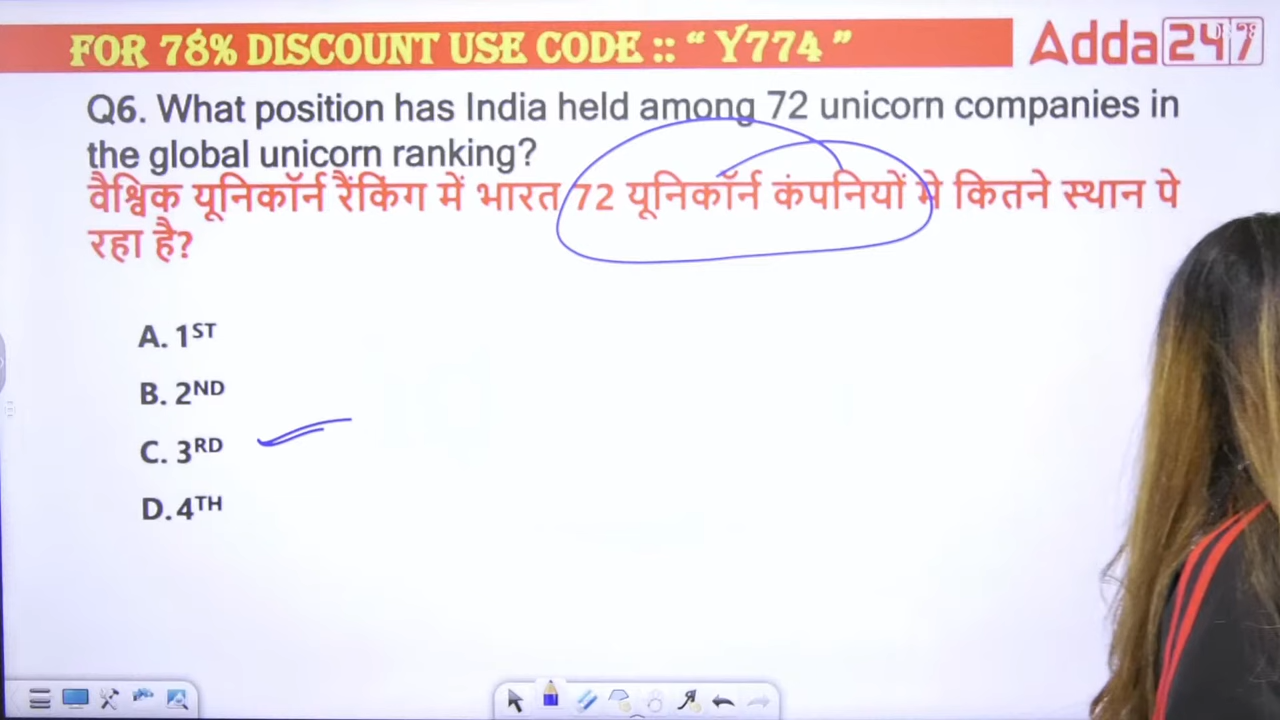 FOR 78% DISCOUNT USE CODE :: “ Y774 ”
Adda247
Q6. What position has India held among 72 unicorn companies in
the global unicorn ranking?
वैश्विक यूनिकॉर्न रैंकिंग में भारत 72 यूनिकॉर्न कंपनियों मे कितने स्थान पे
रहा है?
A. 1ST
B. 2ND
C. 3RD
D. 4TH